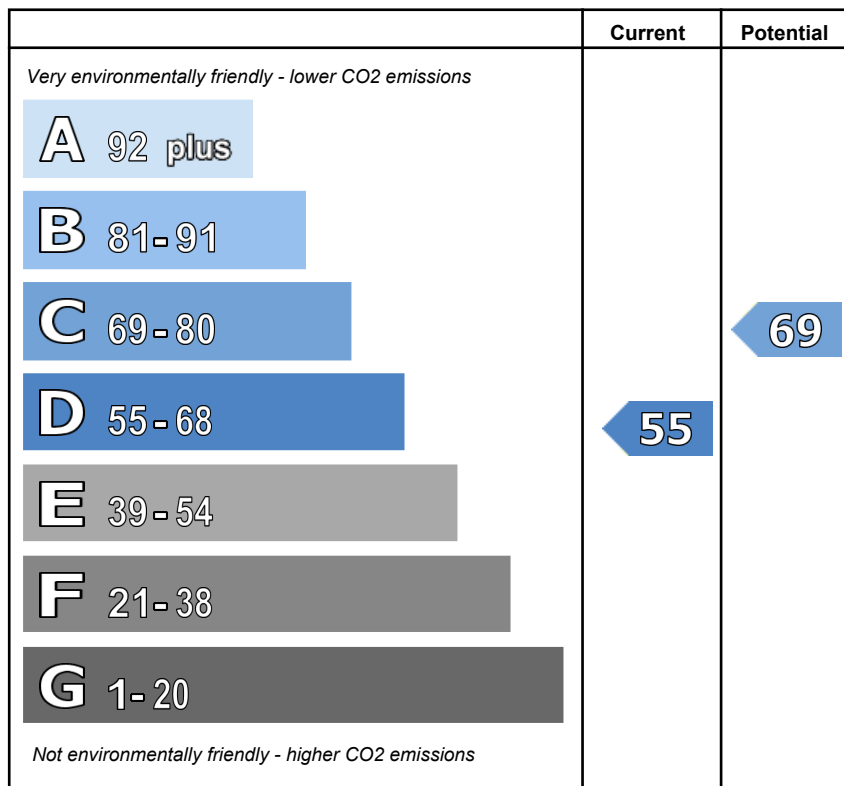 Current Potential
Very environmentally friendly - lower CO2 emissions
A 92 plus
B 81-91
C 69-80
69
D 55-68
55
E 39-54
F 21-38
G 1-20
Not environmentally friendly - higher CO2 emissions